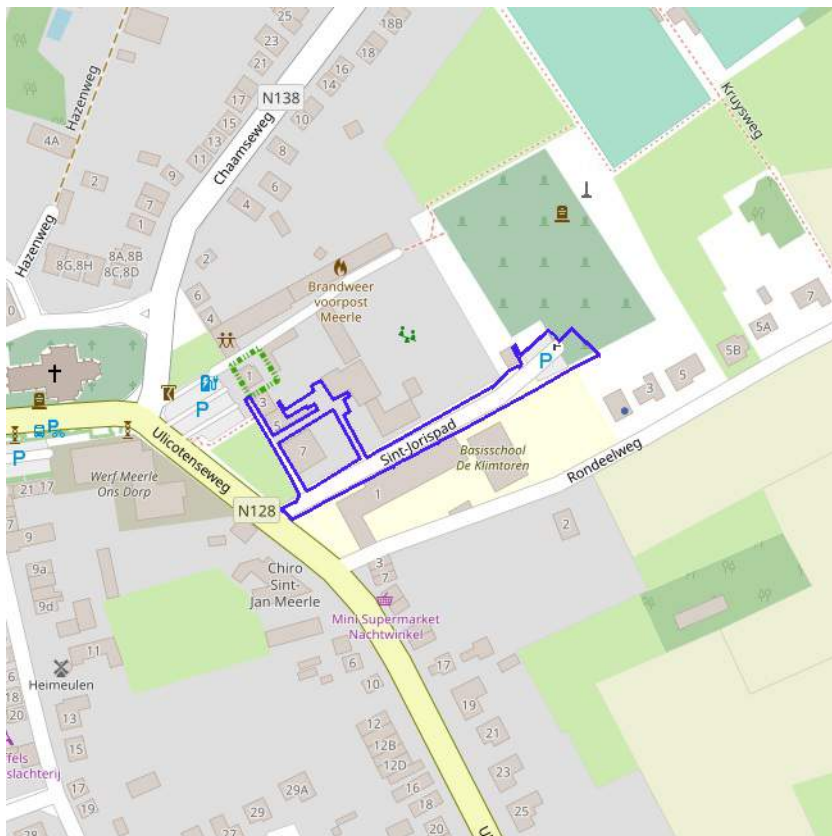 25
18B
23
21
16
18
17
14
N138
15
10
13
11
Hazenweg
4A
Chaamseweg
8
9
2
7
6
4
1
Kruysweg
Hazenweg
8A, 8B
8G, 8H
8C, 8D
2
6
4
Brandweer
voorpost
Meerle
7
5A
5B
5
3
1
3
5
7
P
P
P
P
Sint-Jorispad
Basisschool
De Klimtoren
1
Rondeelweg
Ulicotenseweg
Werf Meerle
Ons Dorp
21
17
N128
2
7
9
9a
9d
11
Chiro
Sint-
Jan Meerle
3
7
Mini Supermarket
Nachtwinkel
6
10
17
Heimeulen
18
20
13
15
17
19
19
21
23
25
12
12B
12D
16
18
20
29A
29
21
27
ffels
slachterij